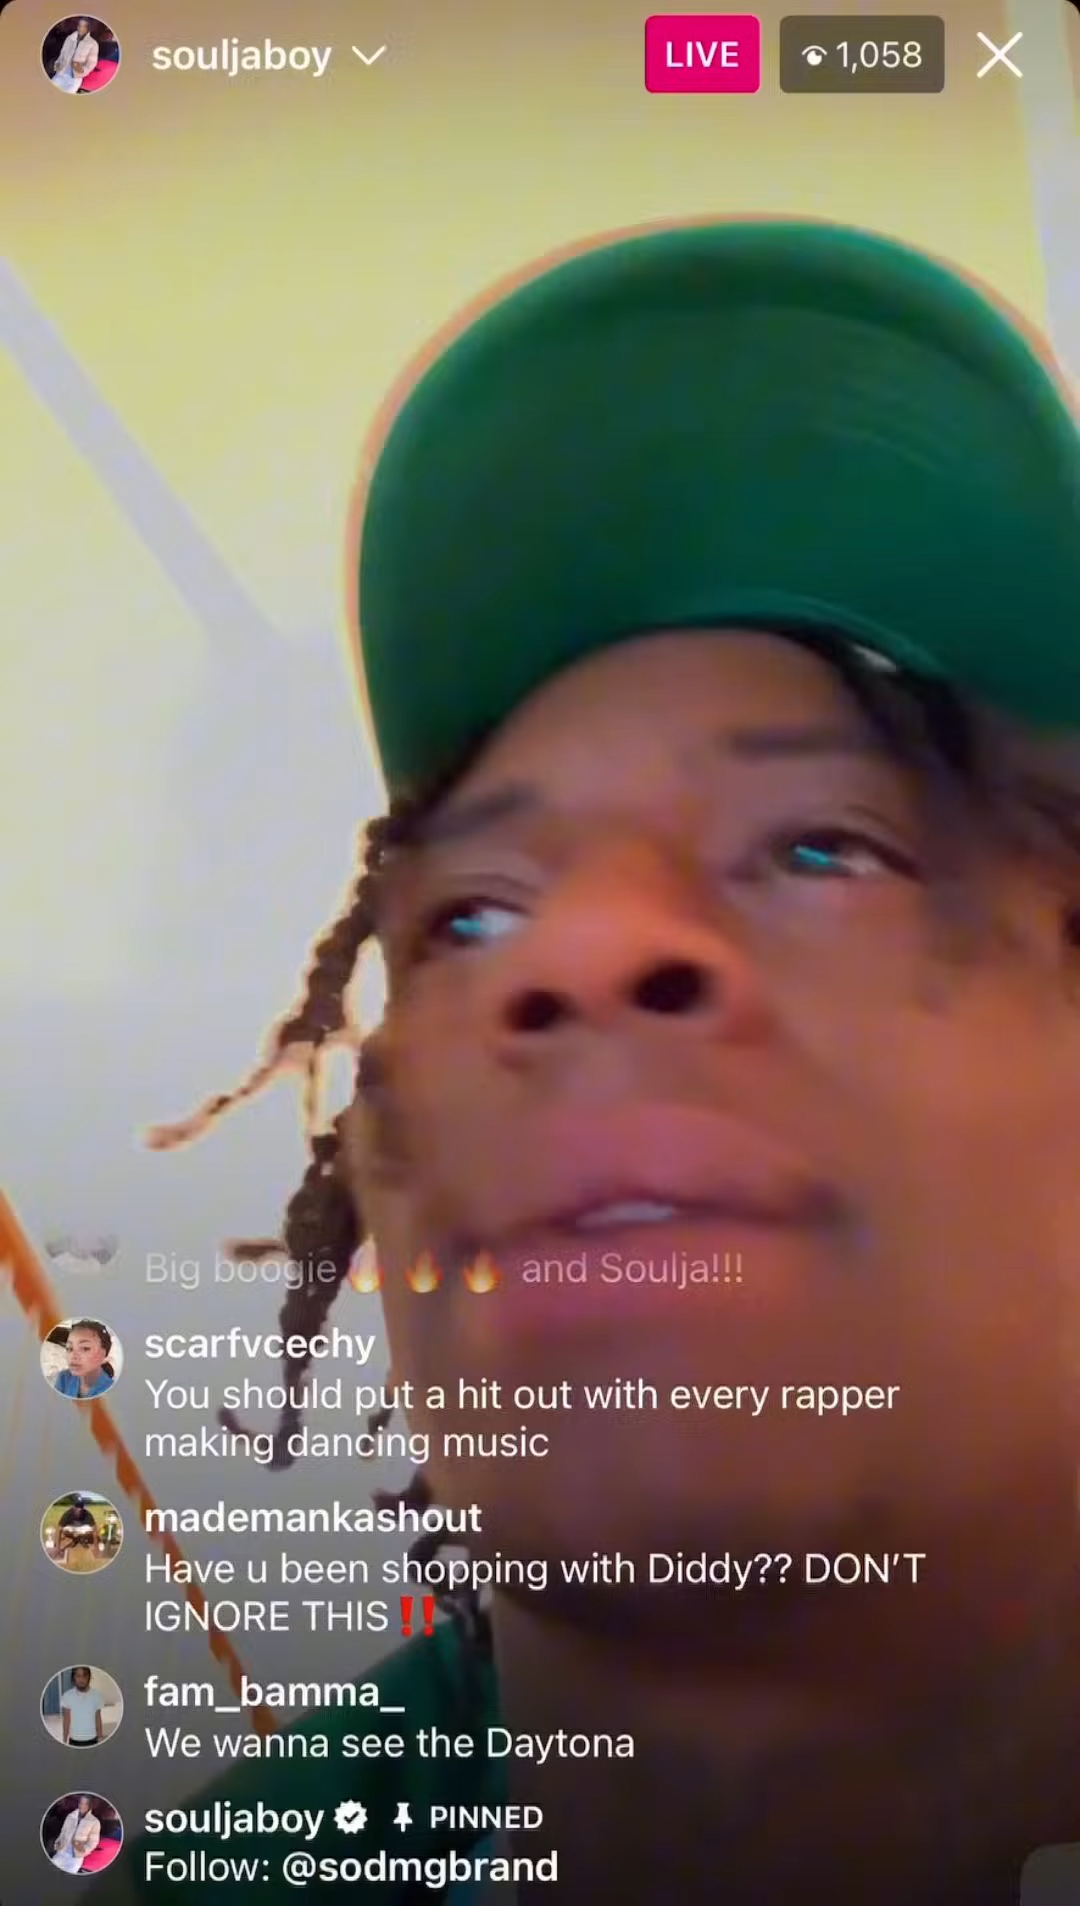 souljaboy
LIVE
1,058
Big boogie🔥🔥🔥 and Soulja!!!
scarfvcechy
You should put a hit out with every rapper
making dancing music
mademankashout
Have u been shopping with Diddy?? DON'T
IGNORE THIS‼️
fam_bamma_
We wanna see the Daytona
souljaboy PINNED
Follow: @sodmgbrand